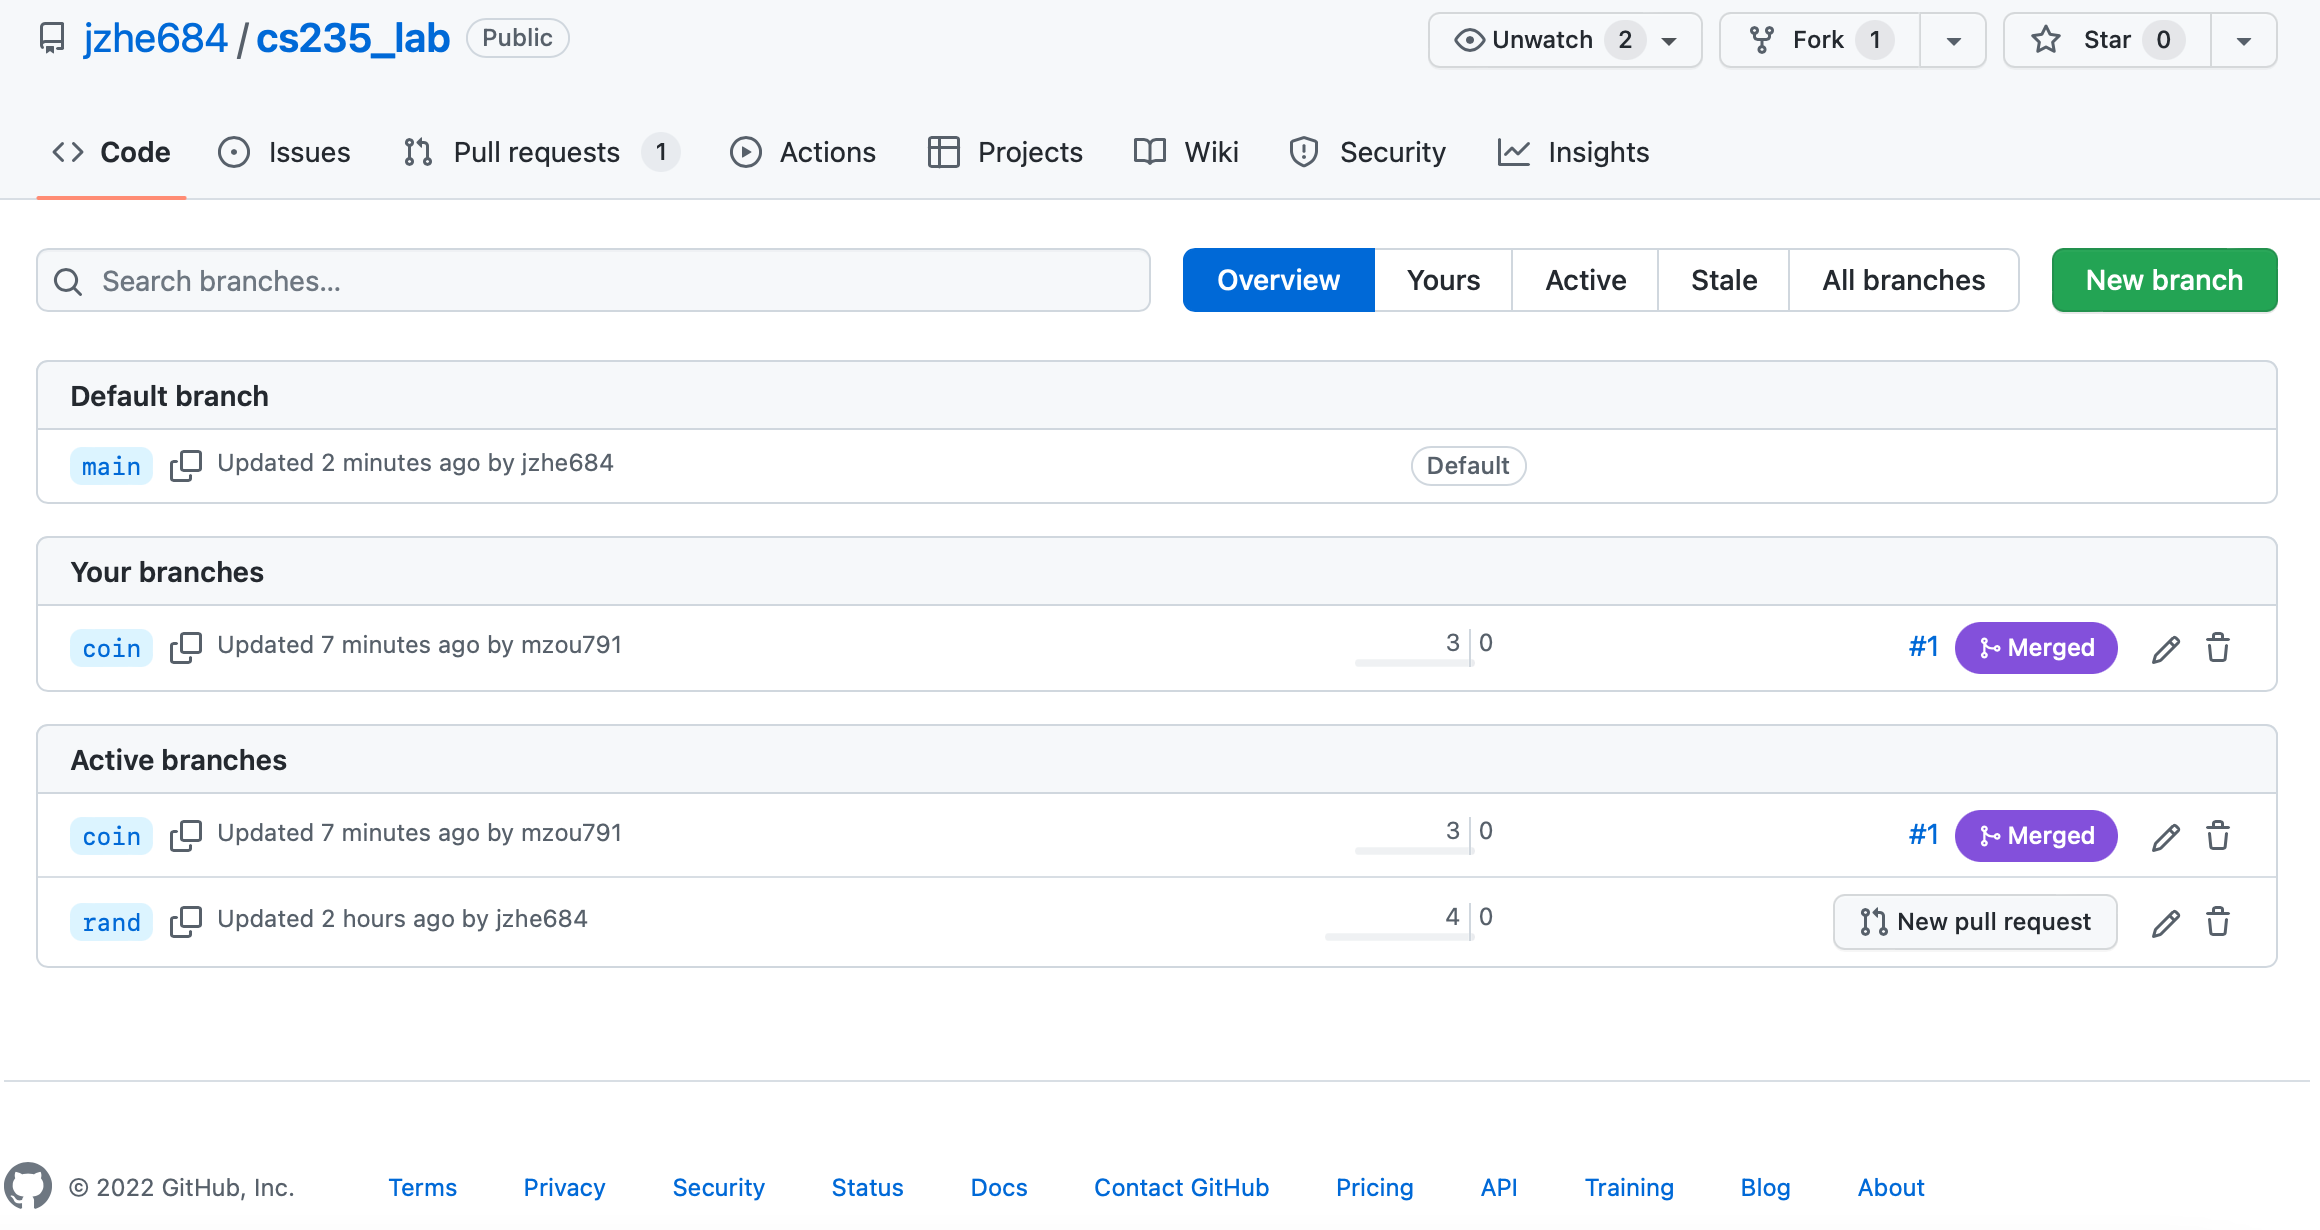 jzhe684 / cs235_lab Public Unwatch 2 Fork 1 Star 0
Code Issues Pull requests 1 Actions Projects Wiki Security Insights
Search branches... Overview Yours Active Stale All branches New branch
Default branch
main Updated 2 minutes ago by jzhe684 Default
Your branches
coin Updated 7 minutes ago by mzou791 3 0 #1 Merged
Active branches
coin Updated 7 minutes ago by mzou791 3 0 #1 Merged
rand Updated 2 hours ago by jzhe684 4 0 New pull request
© 2022 GitHub, Inc. Terms Privacy Security Status Docs Contact GitHub Pricing API Training Blog About